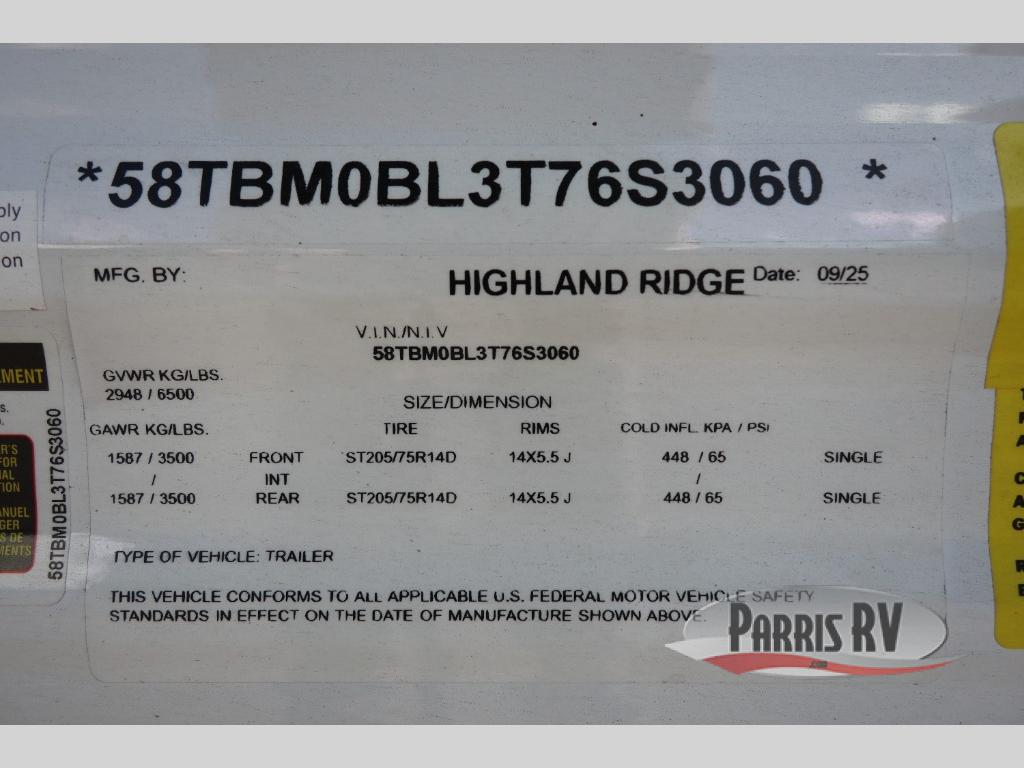 *58TBM0BL3T76S3060 *
MFG. BY: HIGHLAND RIDGE Date: 09/25
V.I.N./N.I.V
58TBM0BL3T76S3060
GVWR KG/LBS.
2948 / 6500
SIZE/DIMENSION
GAWR KG/LBS. TIRE RIMS COLD INFL. KPA / PSI
1587 / 3500 FRONT ST205/75R14D 14X5.5 J 448 / 65 SINGLE
/ INT /
1587 / 3500 REAR ST205/75R14D 14X5.5 J 448 / 65 SINGLE
TYPE OF VEHICLE: TRAILER
THIS VEHICLE CONFORMS TO ALL APPLICABLE U.S. FEDERAL MOTOR VEHICLE SAFETY
STANDARDS IN EFFECT ON THE DATE OF MANUFACTURE SHOWN ABOVE.
58TBM0BL3T76S3060
PARRIS RV
.com